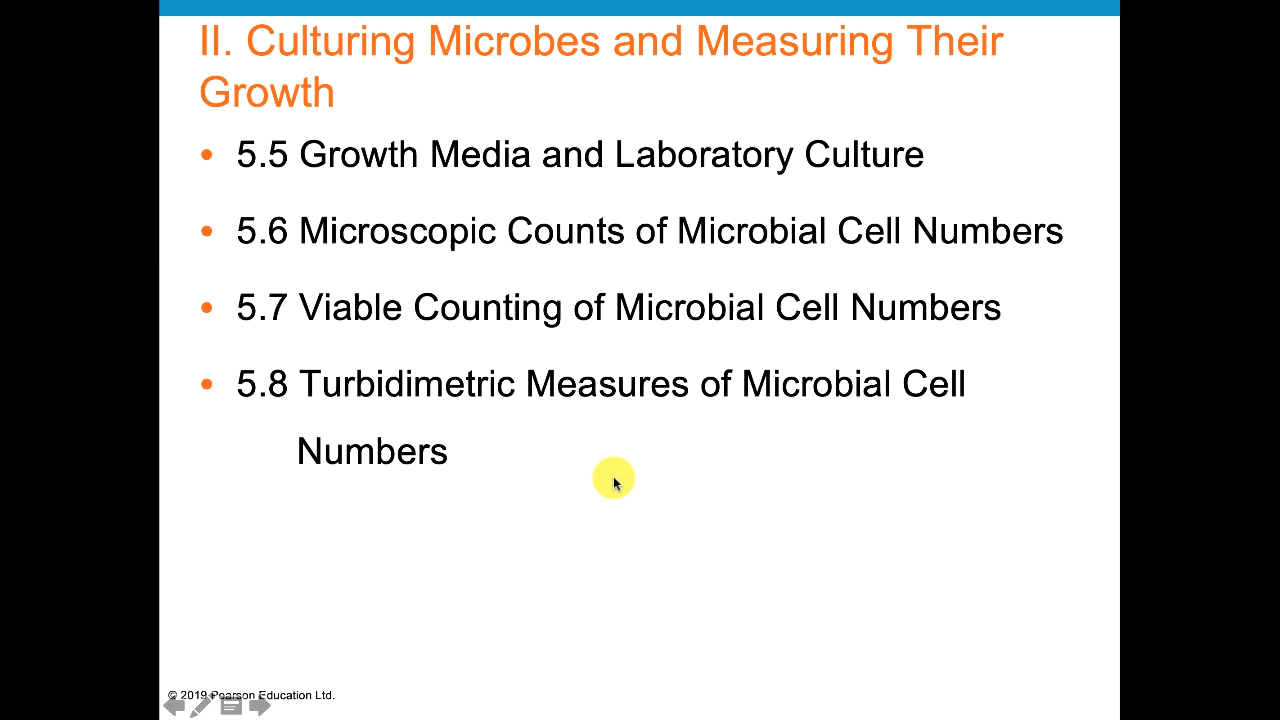 II. Culturing Microbes and Measuring Their
Growth
• 5.5 Growth Media and Laboratory Culture
• 5.6 Microscopic Counts of Microbial Cell Numbers
• 5.7 Viable Counting of Microbial Cell Numbers
• 5.8 Turbidimetric Measures of Microbial Cell
Numbers
© 2019 Pearson Education Ltd.